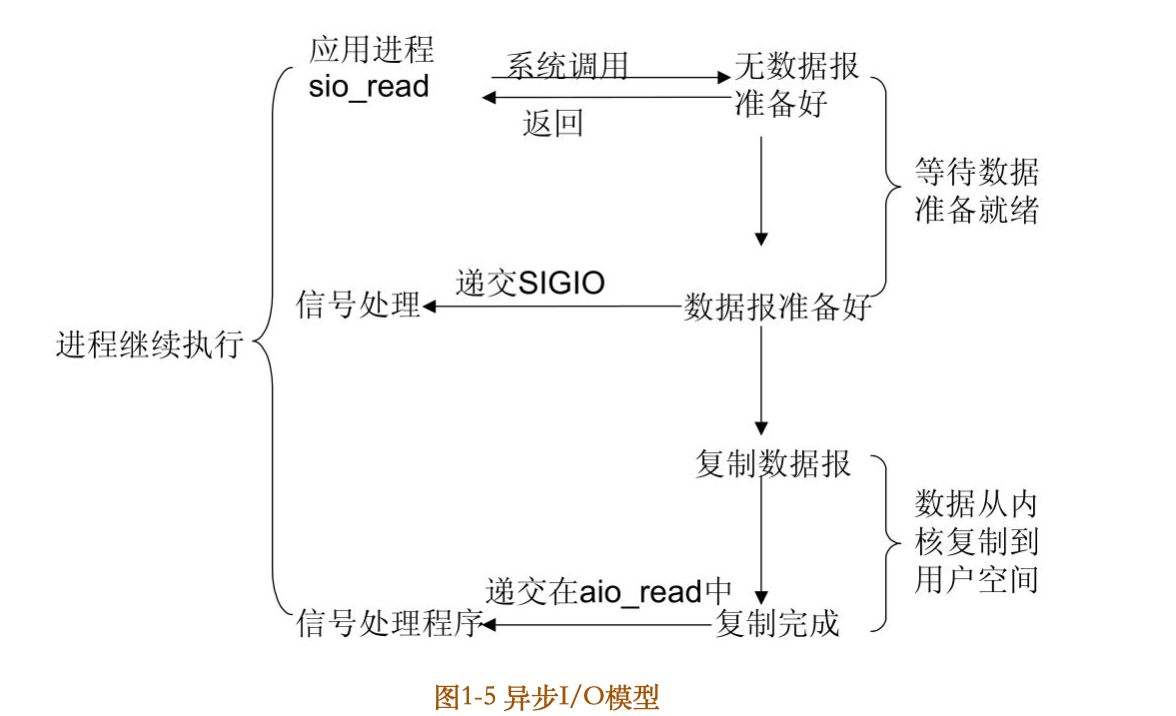 应用进程
sio_read
系统调用
返回
无数据报
准备好
等待数据
准备就绪
递交SIGIO
信号处理
数据报准备好
进程继续执行
复制数据报
数据从内
核复制到
用户空间
递交在aio_read中
信号处理程序
复制完成
图1-5 异步I/O模型